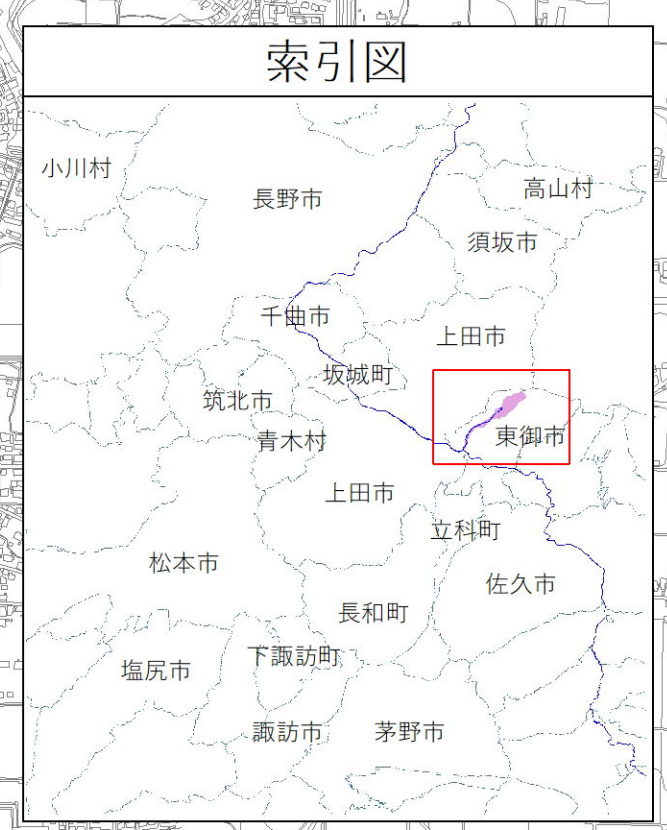 索引図
小川村
長野市
高山村
須坂市
千曲市
上田市
坂城町
筑北市
東御市
青木村
上田市
立科町
松本市
佐久市
長和町
下諏訪町
塩尻市
諏訪市
茅野市